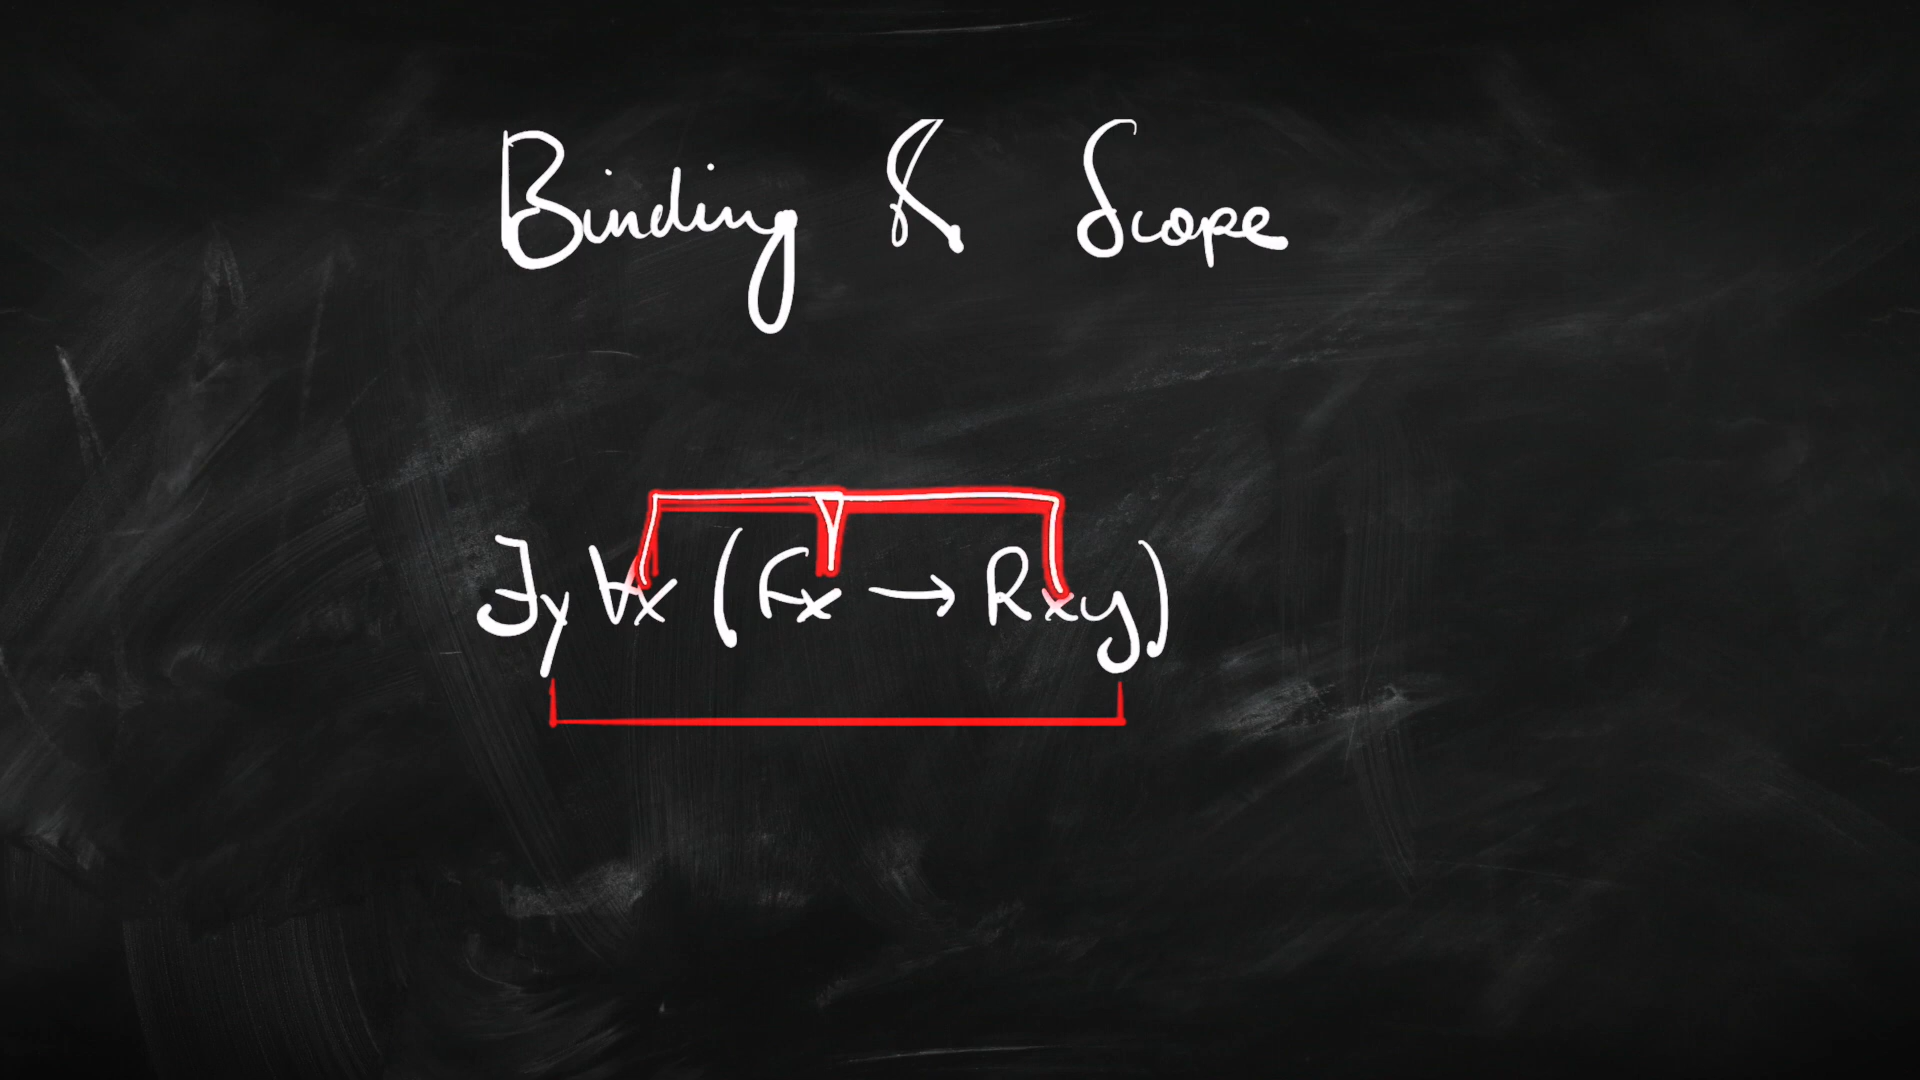 Binding & Scope
∃y ∀x (Fx → Rxy)